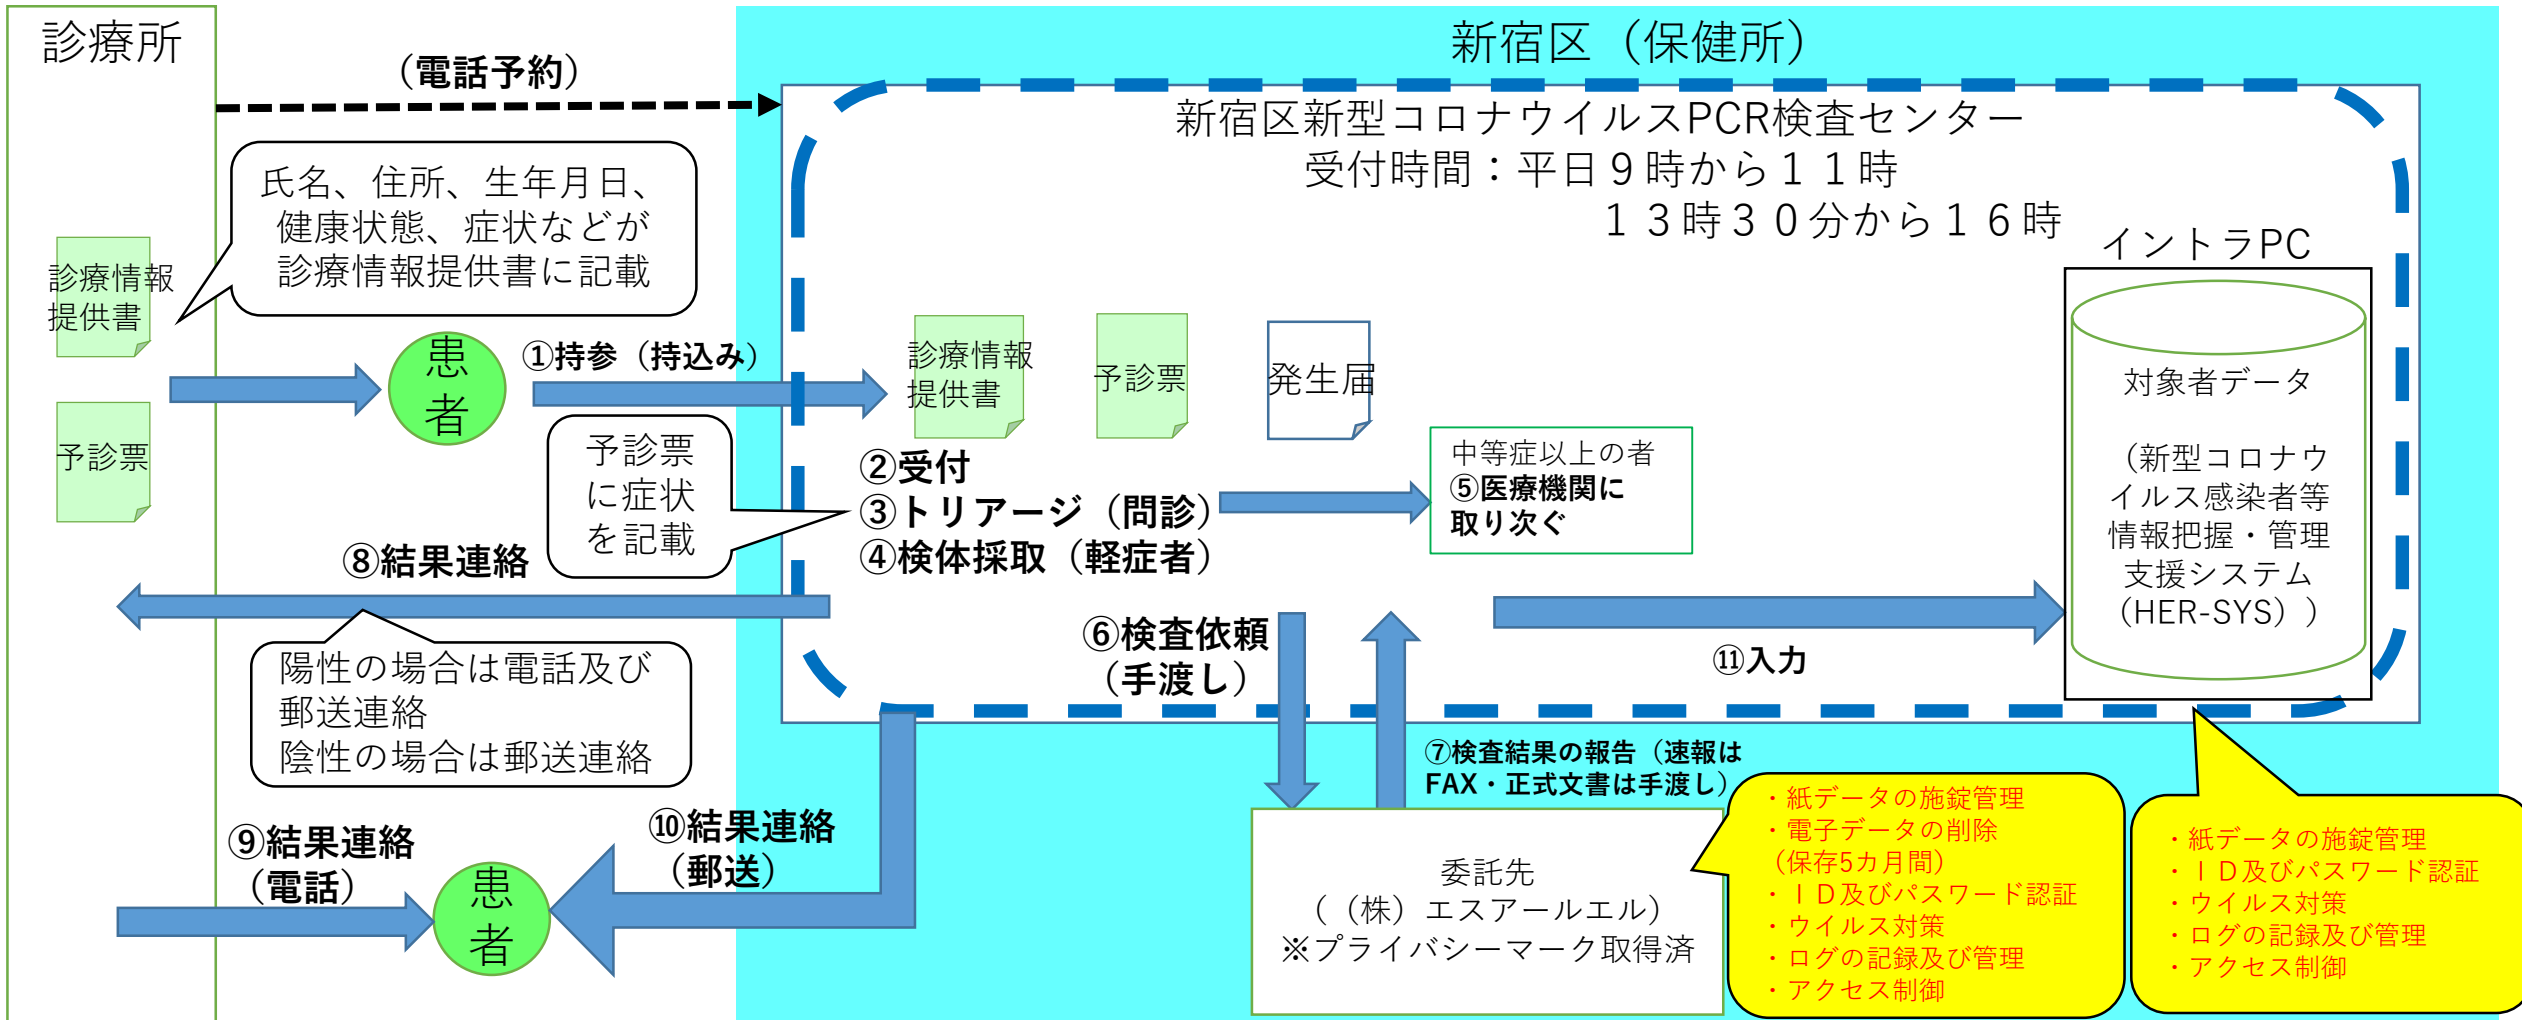 診療所
新宿区（保健所）
（電話予約）
新宿区新型コロナウイルスPCR検査センター
受付時間：平日９時から１１時
１３時３０分から１６時
氏名、住所、生年月日、
健康状態、症状などが
診療情報提供書に記載
診療情報
提供書
予診票
患
者
①持参（持込み）
診療情報
提供書
予診票
発生届
予診票
に症状
を記載
②受付
③トリアージ（問診）
④検体採取（軽症者）
中等症以上の者
⑤医療機関に
取り次ぐ
イントラPC
対象者データ
（新型コロナウ
イルス感染者等
情報把握・管理
支援システム
（HER-SYS））
⑥検査依頼
（手渡し）
⑪入力
⑦検査結果の報告（速報は
FAX・正式文書は手渡し）
⑧結果連絡
陽性の場合は電話及び
郵送連絡
陰性の場合は郵送連絡
⑨結果連絡
（電話）
患
者
⑩結果連絡
（郵送）
委託先
（（株）エスアールエル）
※プライバシーマーク取得済
・紙データの施錠管理
・電子データの削除
（保存5カ月間）
・ＩＤ及びパスワード認証
・ウイルス対策
・ログの記録及び管理
・アクセス制御
・紙データの施錠管理
・ＩＤ及びパスワード認証
・ウイルス対策
・ログの記録及び管理
・アクセス制御